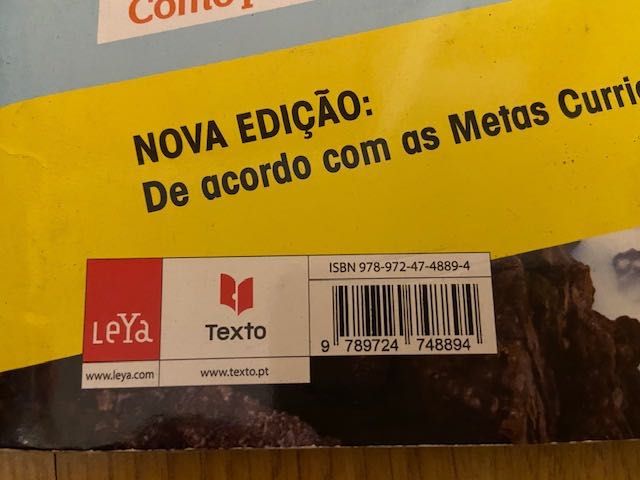 Como
NOVA EDIÇÃO:
De acordo com as Metas
ISBN 978-972-47-4889-4
LeYa
Texto
9 789724 748894
www.leya.com
www.texto.pt